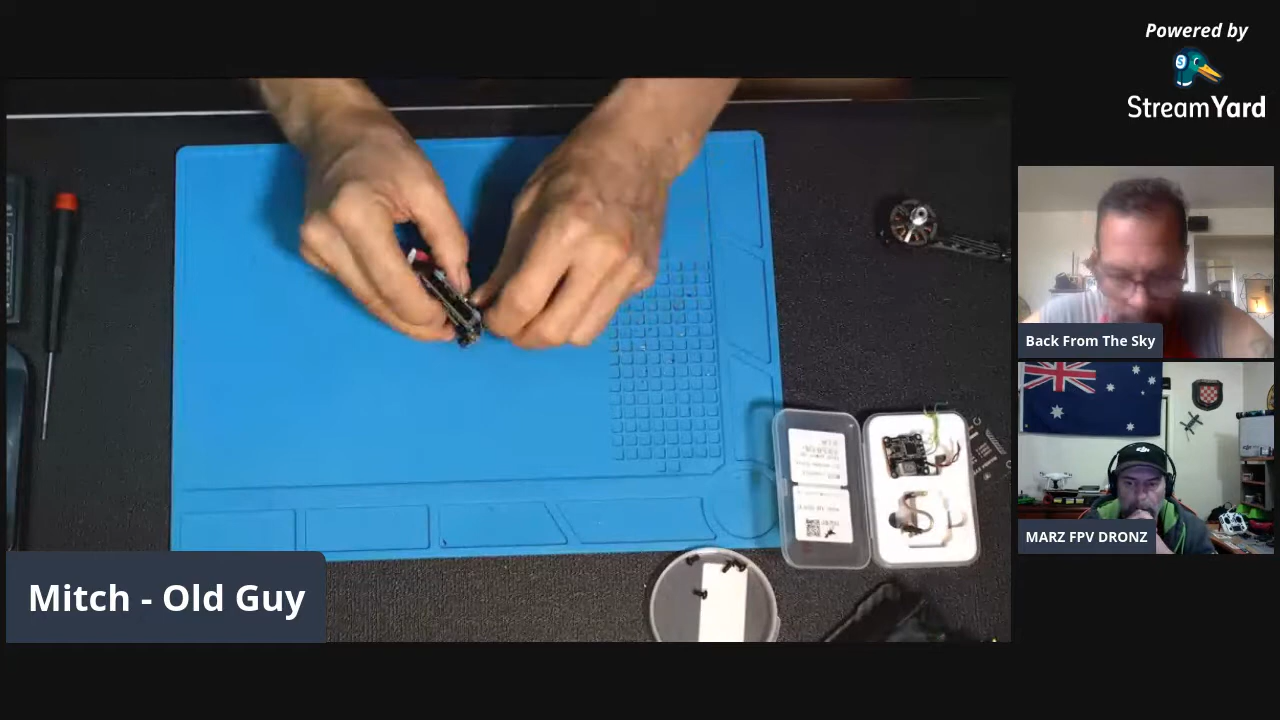 Powered by
StreamYard
Back From The Sky
MARZ FPV DRONZ
Mitch - Old Guy